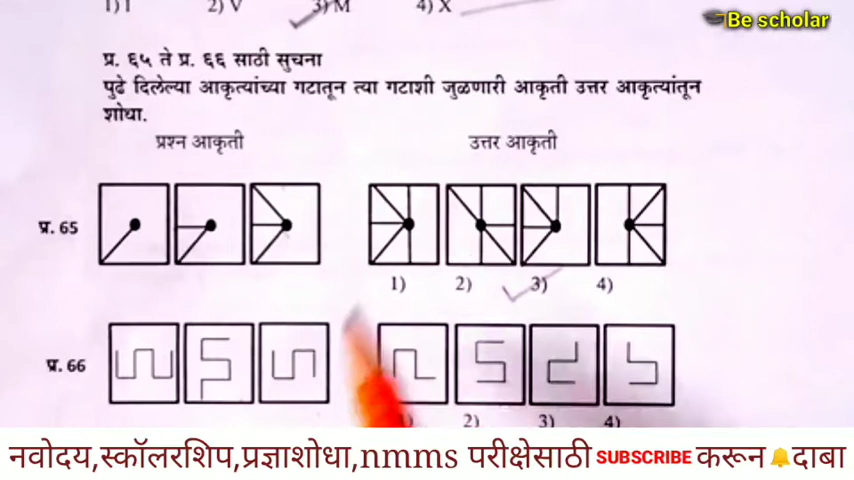 1) I 2) V 3) M 4) X
Be scholar
प्र. ६५ ते प्र. ६६ साठी सुचना
पुढे दिलेल्या आकृत्यांच्या गटातून त्या गटाशी जुळणारी आकृती उत्तर आकृत्यांतून
शोधा.
प्रश्न आकृती उत्तर आकृती
प्र. 65
1) 2) 3) 4)
प्र. 66
2) 3) 4)
नवोदय,स्कॉलरशिप,प्रज्ञाशोधा,nmms परीक्षेसाठी SUBSCRIBE करून🔔दाबा